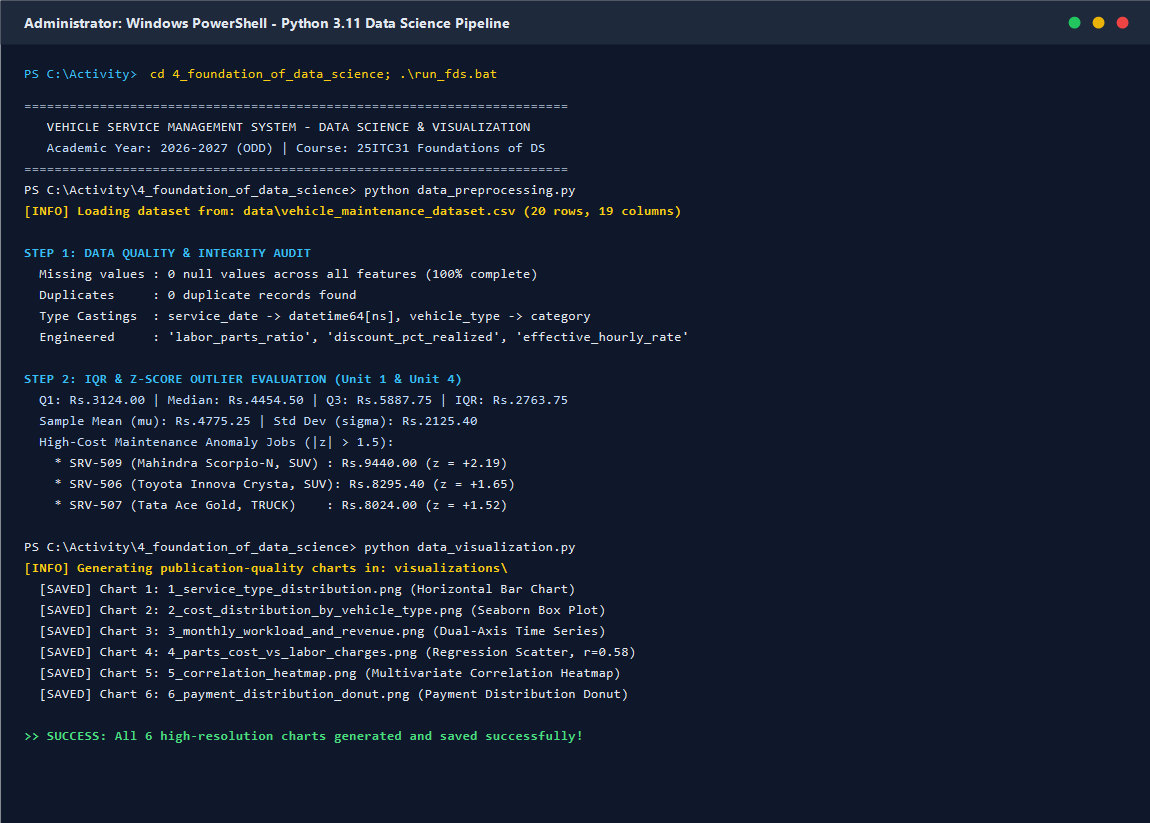 Administrator: Windows PowerShell - Python 3.11 Data Science Pipeline
PS C:\Activity> cd 4_foundation_of_data_science; .\run_fds.bat
========================================================================
VEHICLE SERVICE MANAGEMENT SYSTEM - DATA SCIENCE & VISUALIZATION
Academic Year: 2026-2027 (ODD) | Course: 25ITC31 Foundations of DS
========================================================================
PS C:\Activity\4_foundation_of_data_science> python data_preprocessing.py
[INFO] Loading dataset from: data\vehicle_maintenance_dataset.csv (20 rows, 19 columns)
STEP 1: DATA QUALITY & INTEGRITY AUDIT
Missing values : 0 null values across all features (100% complete)
Duplicates     : 0 duplicate records found
Type Castings  : service_date -> datetime64[ns], vehicle_type -> category
Engineered     : 'labor_parts_ratio', 'discount_pct_realized', 'effective_hourly_rate'
STEP 2: IQR & Z-SCORE OUTLIER EVALUATION (Unit 1 & Unit 4)
Q1: Rs.3124.00 | Median: Rs.4454.50 | Q3: Rs.5887.75 | IQR: Rs.2763.75
Sample Mean (mu): Rs.4775.25 | Std Dev (sigma): Rs.2125.40
High-Cost Maintenance Anomaly Jobs (|z| > 1.5):
* SRV-509 (Mahindra Scorpio-N, SUV) : Rs.9440.00 (z = +2.19)
* SRV-506 (Toyota Innova Crysta, SUV): Rs.8295.40 (z = +1.65)
* SRV-507 (Tata Ace Gold, TRUCK)    : Rs.8024.00 (z = +1.52)
PS C:\Activity\4_foundation_of_data_science> python data_visualization.py
[INFO] Generating publication-quality charts in: visualizations\
[SAVED] Chart 1: 1_service_type_distribution.png (Horizontal Bar Chart)
[SAVED] Chart 2: 2_cost_distribution_by_vehicle_type.png (Seaborn Box Plot)
[SAVED] Chart 3: 3_monthly_workload_and_revenue.png (Dual-Axis Time Series)
[SAVED] Chart 4: 4_parts_cost_vs_labor_charges.png (Regression Scatter, r=0.58)
[SAVED] Chart 5: 5_correlation_heatmap.png (Multivariate Correlation Heatmap)
[SAVED] Chart 6: 6_payment_distribution_donut.png (Payment Distribution Donut)
>> SUCCESS: All 6 high-resolution charts generated and saved successfully!